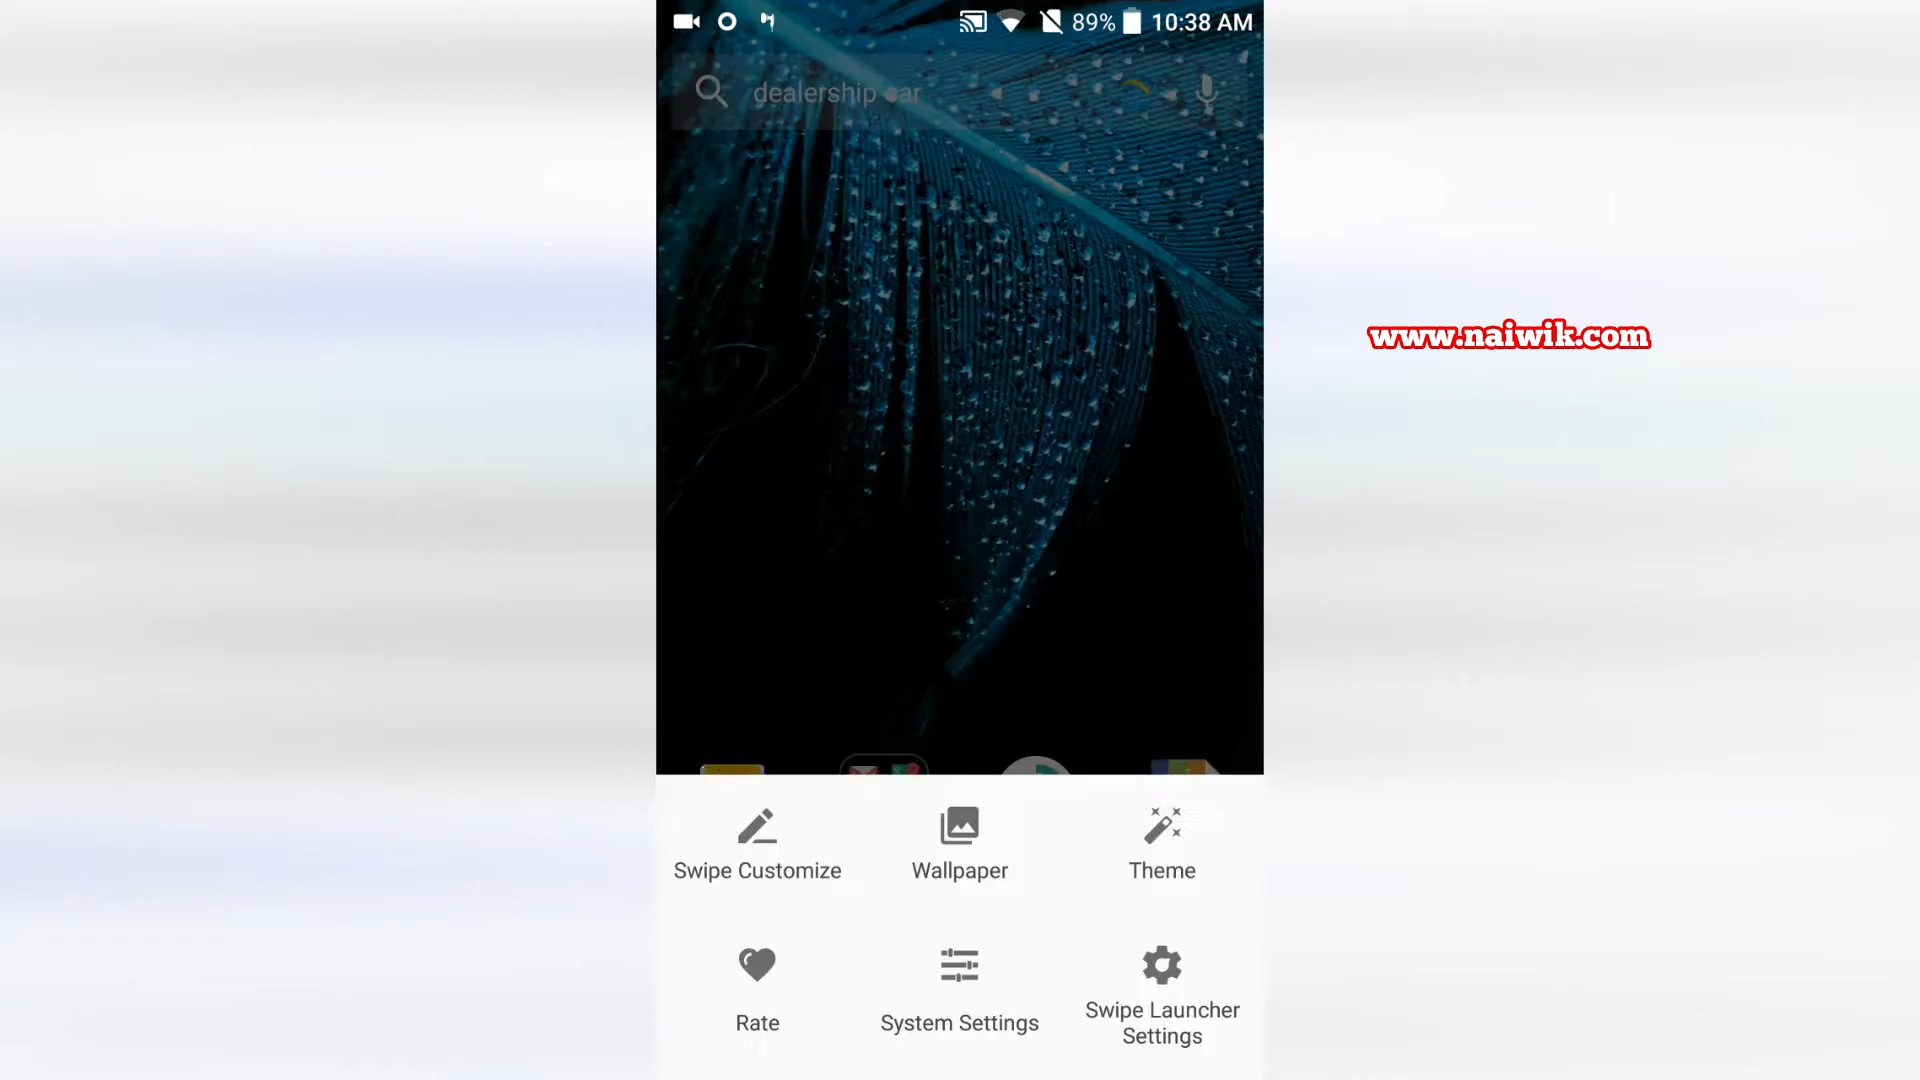 89% 10:38 AM
dealership car
www.naiwik.com
Swipe Customize
Wallpaper
Theme
Rate
System Settings
Swipe Launcher
Settings